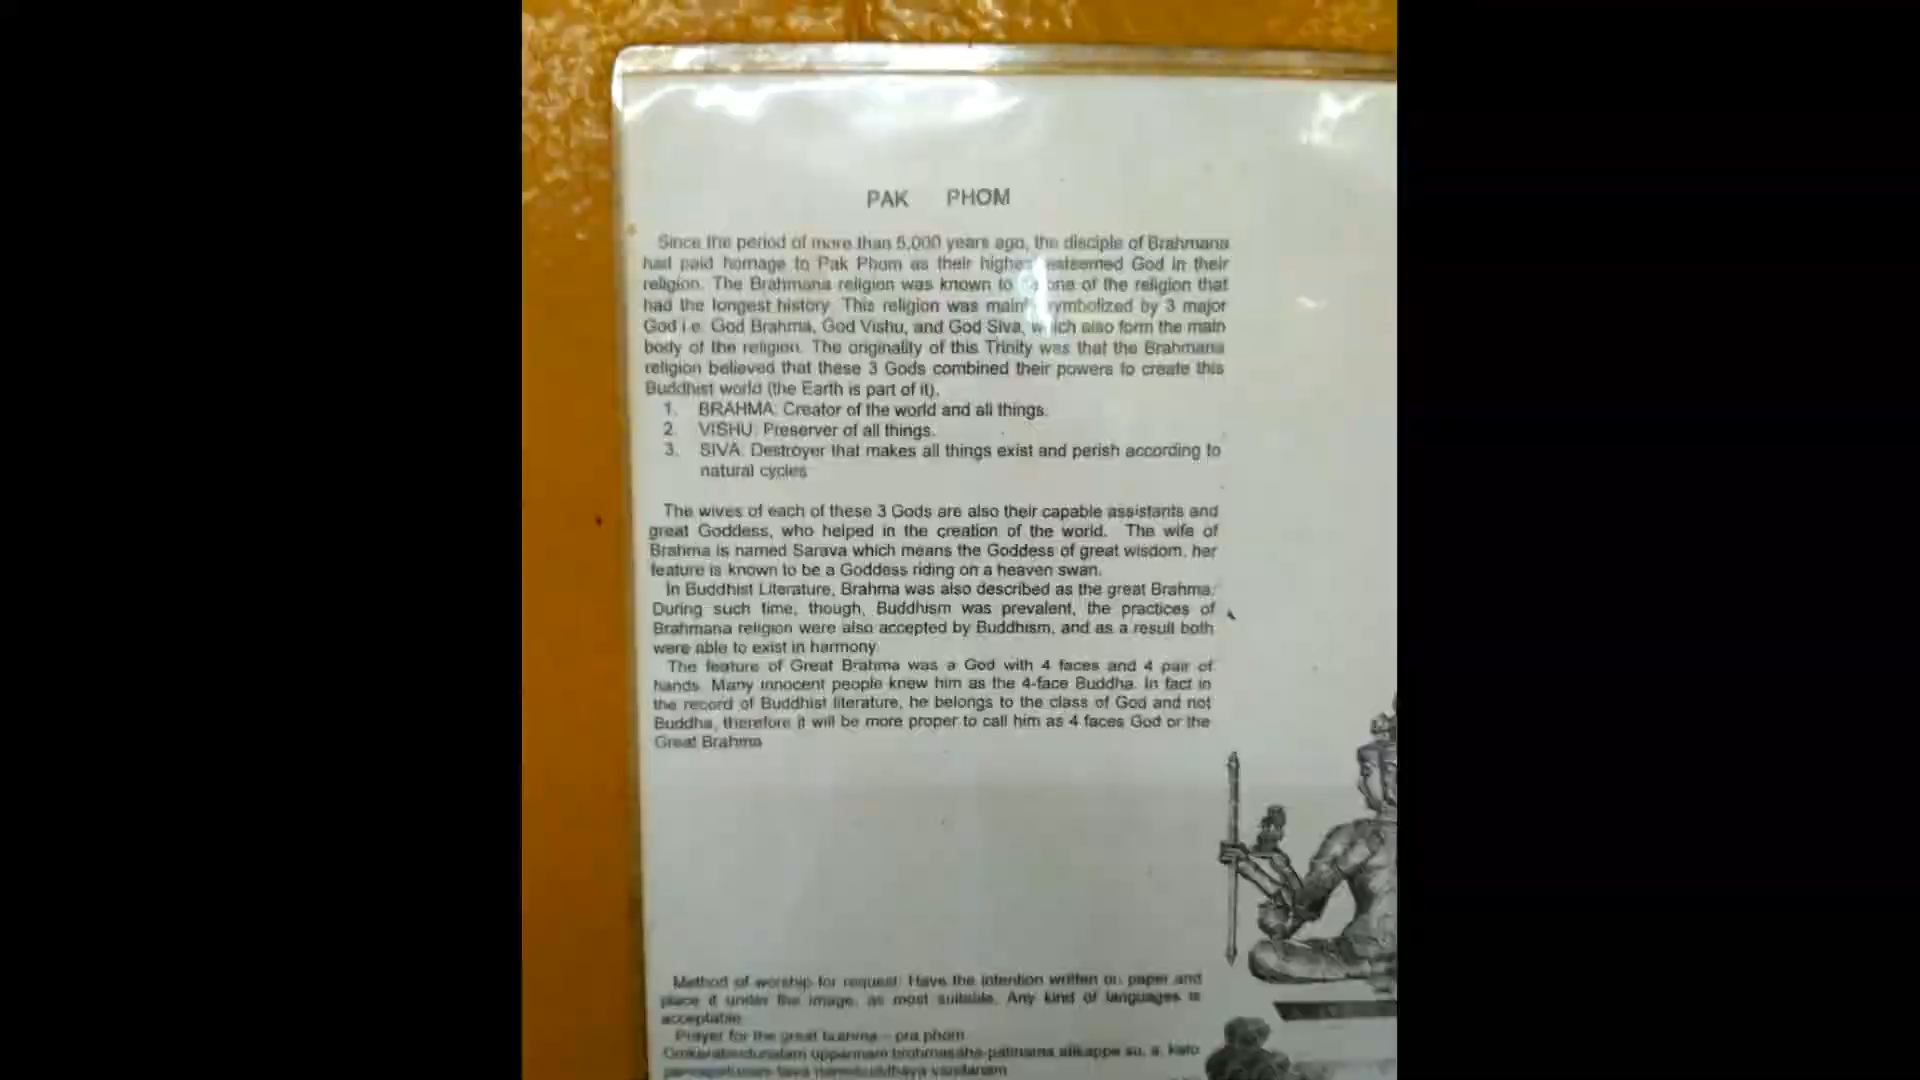 PAK PHOM
Since the period of more than 5,000 years ago, the disciple of Brahmana
had paid homage to Pak Phom as their highest esteemed God in their
religion. The Brahmana religion was known to be one of the religion that
had the longest history. This religion was mainly symbolized by 3 major
God i.e. God Brahma, God Vishu, and God Siva, which also form the main
body of the religion. The originality of this Trinity was that the Brahmana
religion believed that these 3 Gods combined their powers to create this
Buddhist world (the Earth is part of it).
1. BRAHMA: Creator of the world and all things.
2. VISHU: Preserver of all things.
3. SIVA: Destroyer that makes all things exist and perish according to
natural cycles
The wives of each of these 3 Gods are also their capable assistants and
great Goddess, who helped in the creation of the world. The wife of
Brahma is named Sarava which means the Goddess of great wisdom, her
feature is known to be a Goddess riding on a heaven swan.
In Buddhist Literature, Brahma was also described as the great Brahma.
During such time, though, Buddhism was prevalent, the practices of
Brahmana religion were also accepted by Buddhism, and as a result both
were able to exist in harmony
The feature of Great Brahma was a God with 4 faces and 4 pair of
hands. Many innocent people knew him as the 4-face Buddha. In fact in
the record of Buddhist literature, he belongs to the class of God and not
Buddha, therefore it will be more proper to call him as 4 faces God or the
Great Brahma
Method of worship for request: Have the intention written on paper and
place it under the image, as most suitable. Any kind of languages is
acceptable
Prayer for the great brahma - pra phom
uppannam su, a, kato
vandanam